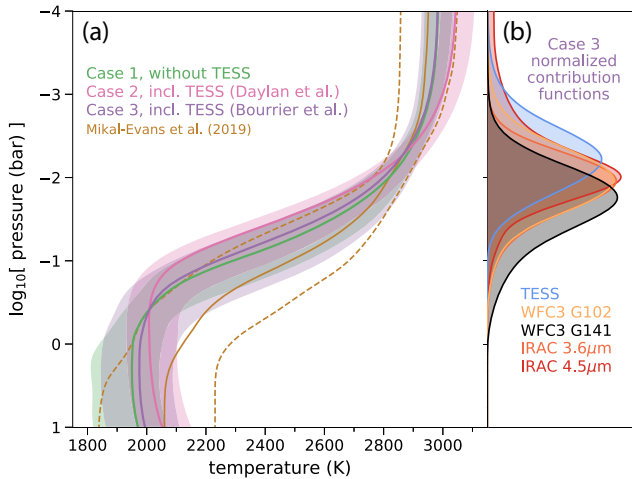 (a)
(b)
Case 1, without TESS
Case 2, incl. TESS (Daylan et al.)
Case 3, incl. TESS (Bourrier et al.)
Mikal-Evans et al. (2019)
Case 3
normalized
contribution
functions
TESS
WFC3 G102
WFC3 G141
IRAC 3.6μm
IRAC 4.5μm
log₁₀[ pressure (bar) ]
−4
−3
−2
−1
0
1
1800 2000 2200 2400 2600 2800 3000
temperature (K)